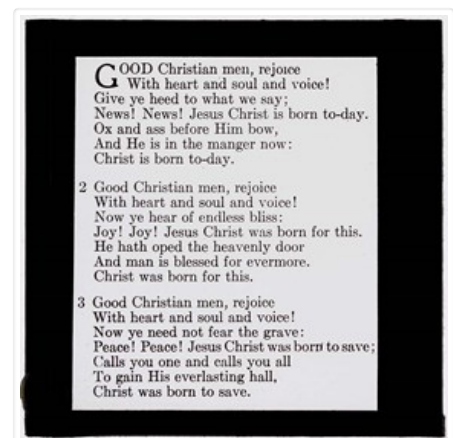 GOOD Christian men, rejoice
With heart and soul and voice!
Give ye heed to what we say;
News! News! Jesus Christ is born to-day.
Ox and ass before Him bow,
And He is in the manger now:
Christ is born to-day.
2 Good Christian men, rejoice
With heart and soul and voice!
Now ye hear of endless bliss:
Joy! Joy! Jesus Christ was born for this.
He hath oped the heavenly door
And man is blessed for evermore.
Christ was born for this.
3 Good Christian men, rejoice
With heart and soul and voice!
Now ye need not fear the grave:
Peace! Peace! Jesus Christ was born to save;
Calls you one and calls you all
To gain His everlasting hall,
Christ was born to save.